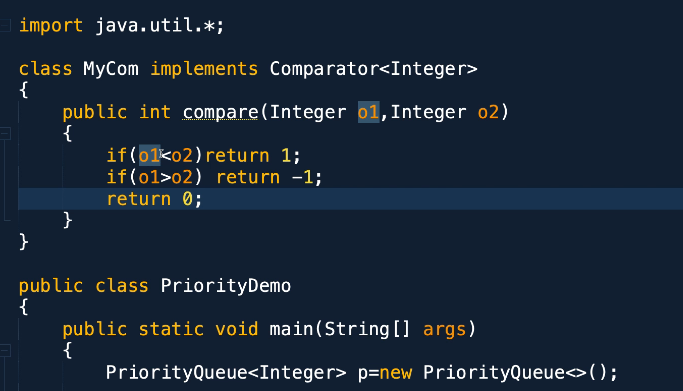 import java.util.*;
class MyCom implements Comparator<Integer>
{
public int compare(Integer o1,Integer o2)
{
if(o1<o2)return 1;
if(o1>o2) return -1;
return 0;
}
}
public class PriorityDemo
{
public static void main(String[] args)
{
PriorityQueue<Integer> p=new PriorityQueue<>();